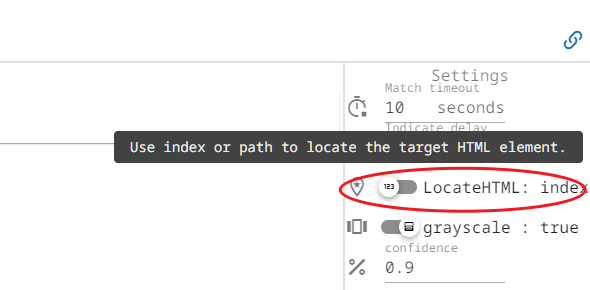 Settings
Match timeout
10 seconds
Indicate delay
Use index or path to locate the target HTML element.
123 LocateHTML: index
grayscale : true
confidence
0.9